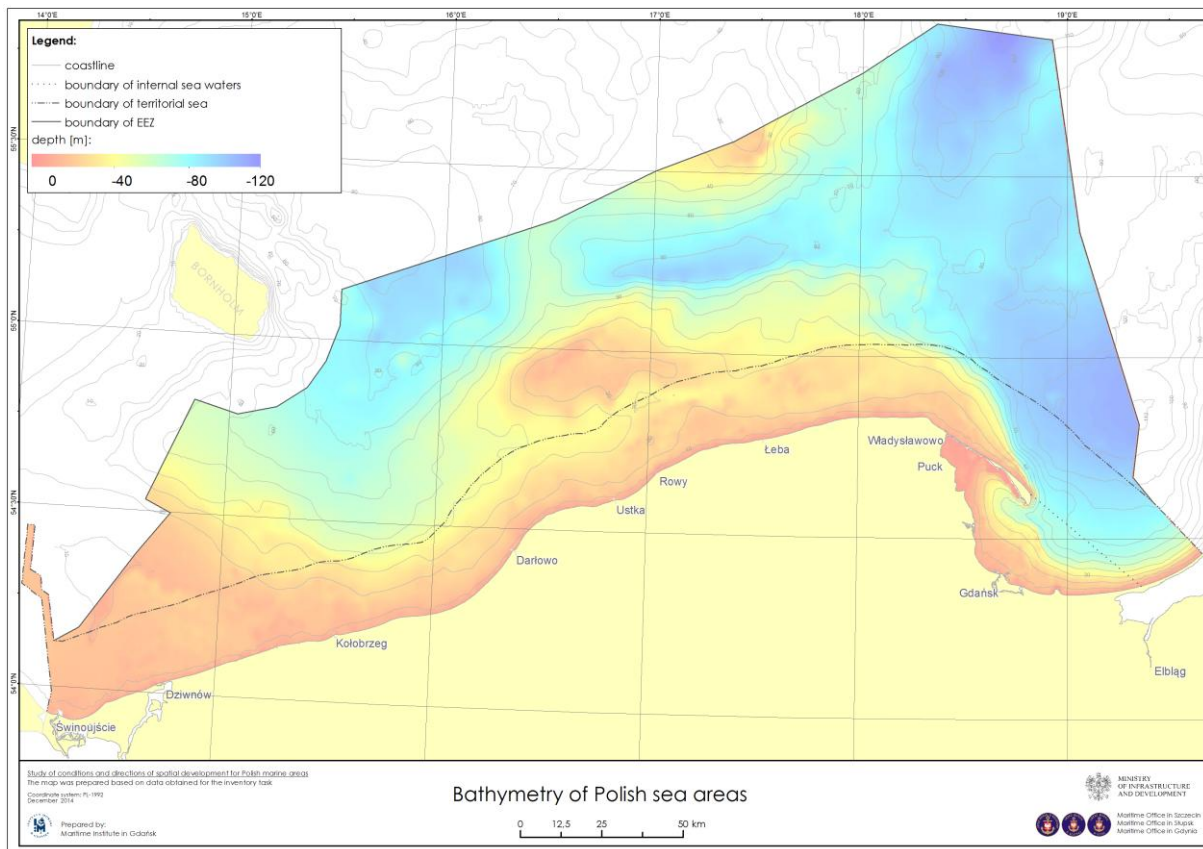 14°0'E 15°0'E 16°0'E 17°0'E 18°0'E 19°0'E
Legend:
coastline
boundary of internal sea waters
boundary of territorial sea
boundary of EEZ
depth [m]:
0 -40 -80 -120
55°30'N
BORNHOLM
55°0'N
Władysławowo
Puck
Łeba
Rowy
54°30'N
Ustka
Darłowo
Gdańsk
Kołobrzeg
Elbląg
54°0'N
Dziwnów
Świnoujście
Study of conditions and directions of spatial development for Polish marine areas
The map was prepared based on data obtained for the inventory task
Coordinate system: PL-1992
December 2014
Prepared by:
Maritime Institute in Gdańsk
Bathymetry of Polish sea areas
0 12,5 25 50 km
MINISTRY
OF INFRASTRUCTURE
AND DEVELOPMENT
Maritime Office in Szczecin
Maritime Office in Słupsk
Maritime Office in Gdynia